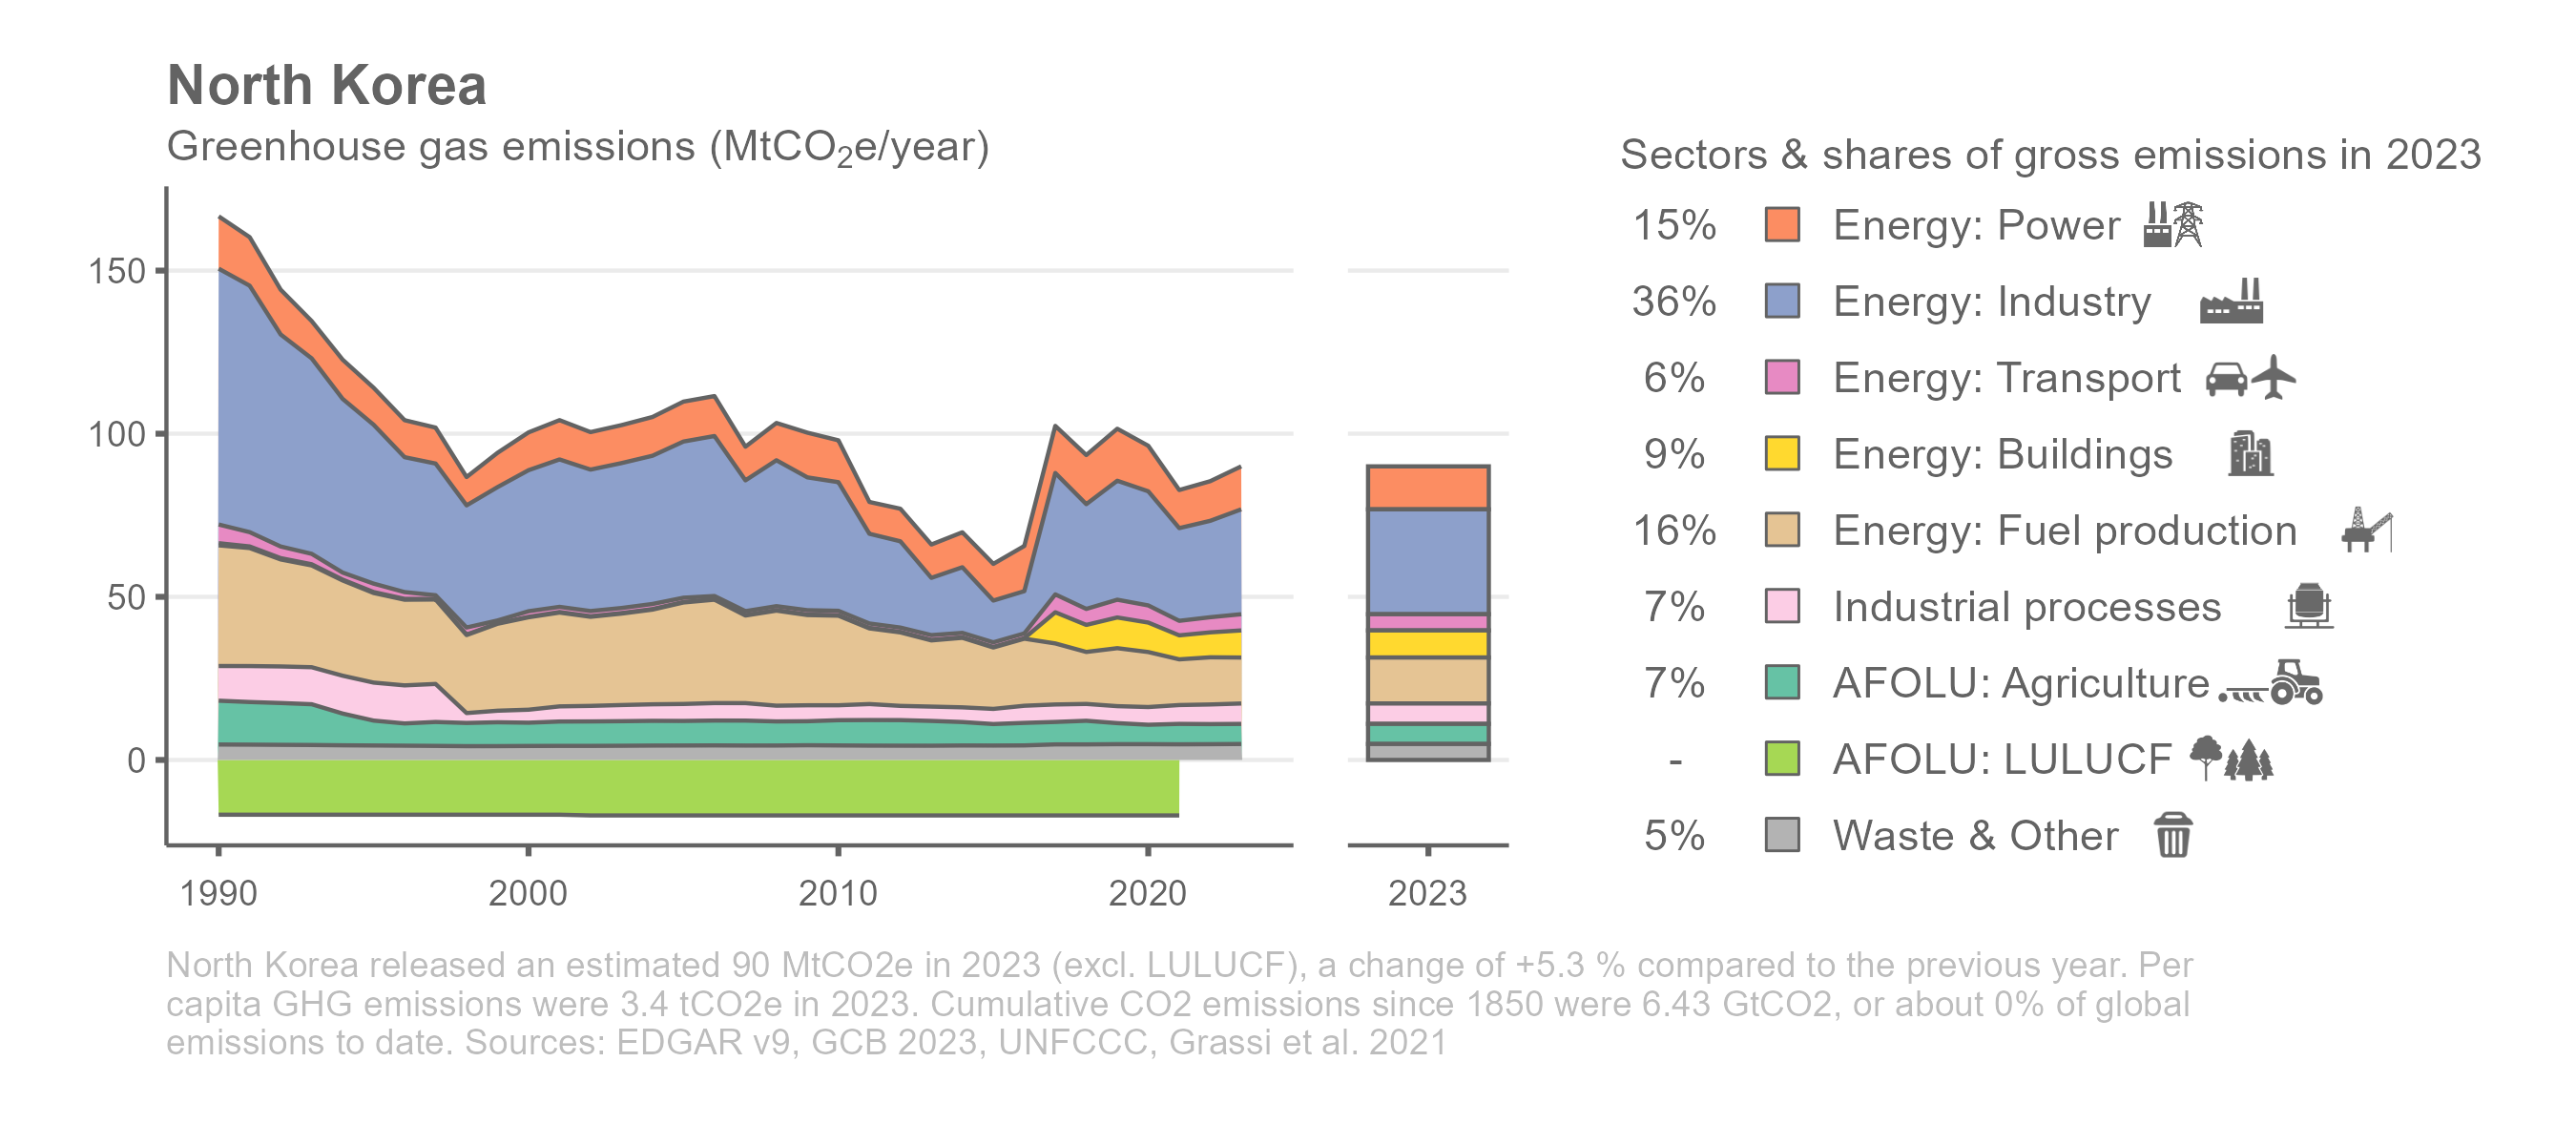 North Korea
Greenhouse gas emissions (MtCO₂e/year)
150
100
50
0
1990 2000 2010 2020 2023
Sectors & shares of gross emissions in 2023
15% Energy: Power
36% Energy: Industry
6% Energy: Transport
9% Energy: Buildings
16% Energy: Fuel production
7% Industrial processes
7% AFOLU: Agriculture
- AFOLU: LULUCF
5% Waste & Other
North Korea released an estimated 90 MtCO2e in 2023 (excl. LULUCF), a change of +5.3 % compared to the previous year. Per
capita GHG emissions were 3.4 tCO2e in 2023. Cumulative CO2 emissions since 1850 were 6.43 GtCO2, or about 0% of global
emissions to date. Sources: EDGAR v9, GCB 2023, UNFCCC, Grassi et al. 2021